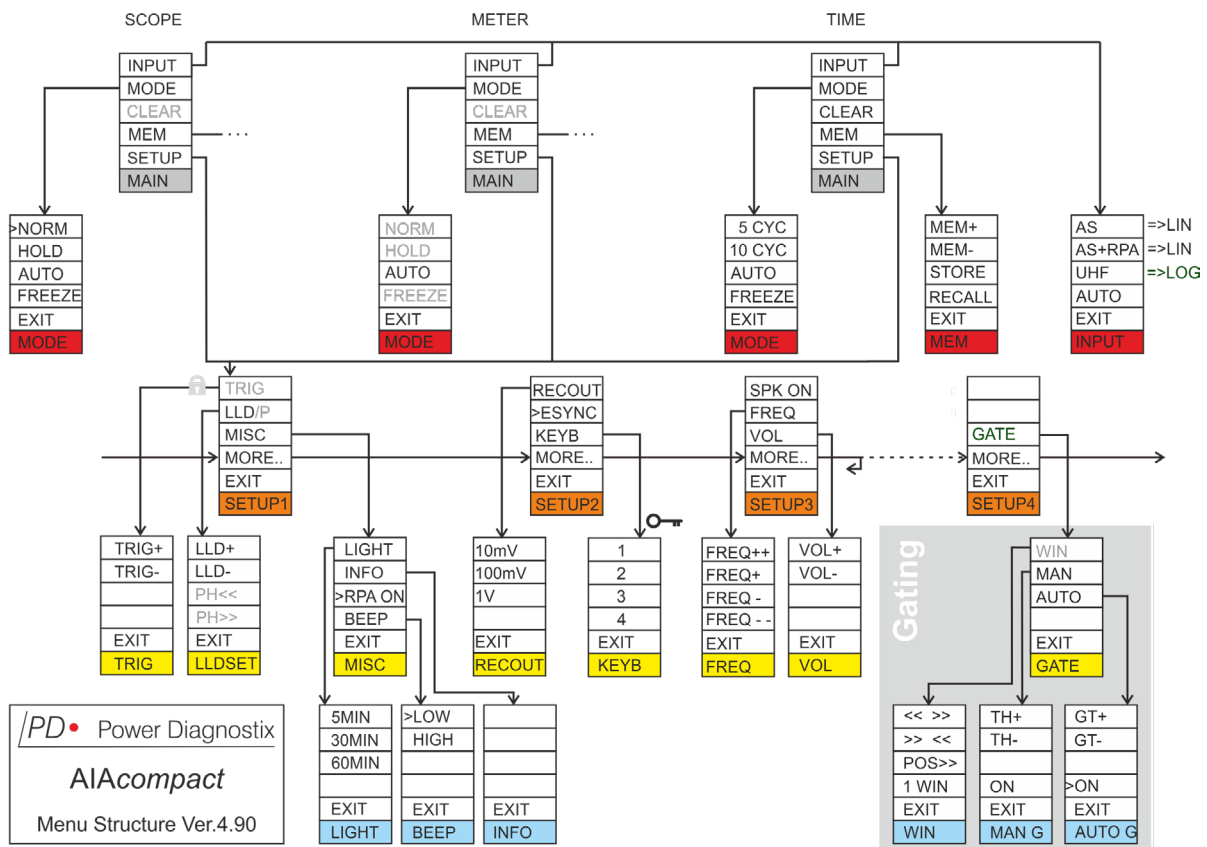 SCOPE
METER
TIME
INPUT
MODE
CLEAR
MEM
SETUP
MAIN
INPUT
MODE
CLEAR
MEM
SETUP
MAIN
INPUT
MODE
CLEAR
MEM
SETUP
MAIN
>NORM
HOLD
AUTO
FREEZE
EXIT
MODE
NORM
HOLD
AUTO
FREEZE
EXIT
MODE
5 CYC
10 CYC
AUTO
FREEZE
EXIT
MODE
MEM+
MEM-
STORE
RECALL
EXIT
MEM
AS =>LIN
AS+RPA =>LIN
UHF =>LOG
AUTO
EXIT
INPUT
TRIG
LLD/P
MISC
MORE..
EXIT
SETUP1
RECOUT
>ESYNC
KEYB
MORE..
EXIT
SETUP2
SPK ON
FREQ
VOL
MORE..
EXIT
SETUP3
GATE
MORE..
EXIT
SETUP4
TRIG+
TRIG-
EXIT
TRIG
LLD+
LLD-
PH<<
PH>>
EXIT
LLDSET
LIGHT
INFO
>RPA ON
BEEP
EXIT
MISC
10mV
100mV
1V
EXIT
RECOUT
1
2
3
4
EXIT
KEYB
FREQ++
FREQ+
FREQ -
FREQ - -
EXIT
FREQ
VOL+
VOL-
EXIT
VOL
Gating
WIN
MAN
AUTO
EXIT
GATE
5MIN
30MIN
60MIN
EXIT
LIGHT
>LOW
HIGH
EXIT
BEEP
EXIT
INFO
<< >>
>> <<
POS>>
1 WIN
EXIT
WIN
TH+
TH-
ON
EXIT
MAN G
GT+
GT-
>ON
EXIT
AUTO G
PD• Power Diagnostix
AIAcompact
Menu Structure Ver.4.90